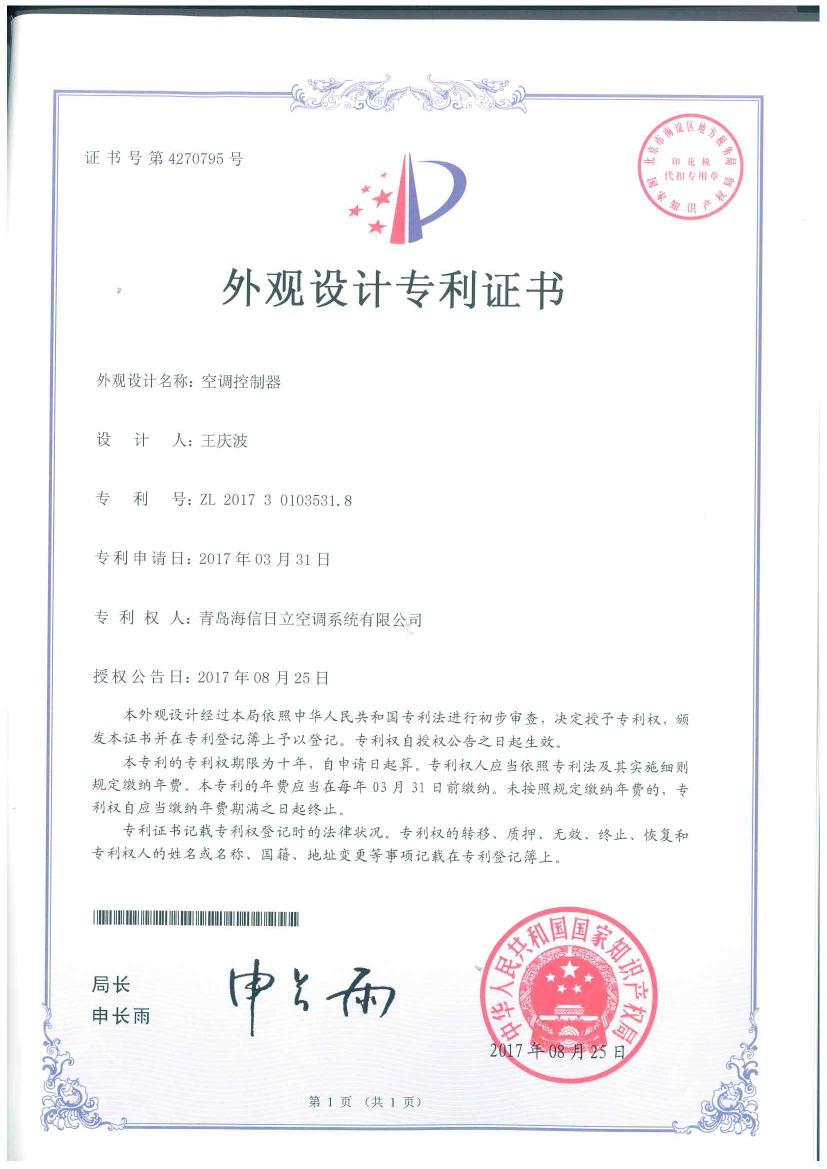 证书号第4270795号
北京市海淀区地方税务局
印花税
代扣专用章
国家知识产权局
外观设计专利证书
外观设计名称：空调控制器
设 计 人：王庆波
专 利 号：ZL 2017 3 0103531.8
专利申请日：2017年03月31日
专 利 权 人：青岛海信日立空调系统有限公司
授权公告日：2017年08月25日
本外观设计经过本局依照中华人民共和国专利法进行初步审查，决定授予专利权，颁
发本证书并在专利登记簿上予以登记。专利权自授权公告之日起生效。
本专利的专利权期限为十年，自申请日起算。专利权人应当依照专利法及其实施细则
规定缴纳年费。本专利的年费应当在每年03月31日前缴纳。未按照规定缴纳年费的，专
利权自应当缴纳年费期满之日起终止。
专利证书记载专利权登记时的法律状况。专利权的转移、质押、无效、终止、恢复和
专利权人的姓名或名称、国籍、地址变更等事项记载在专利登记簿上。
局长
申长雨
申长雨
中华人民共和国国家知识产权局
2017年08月25日
第1页（共1页）